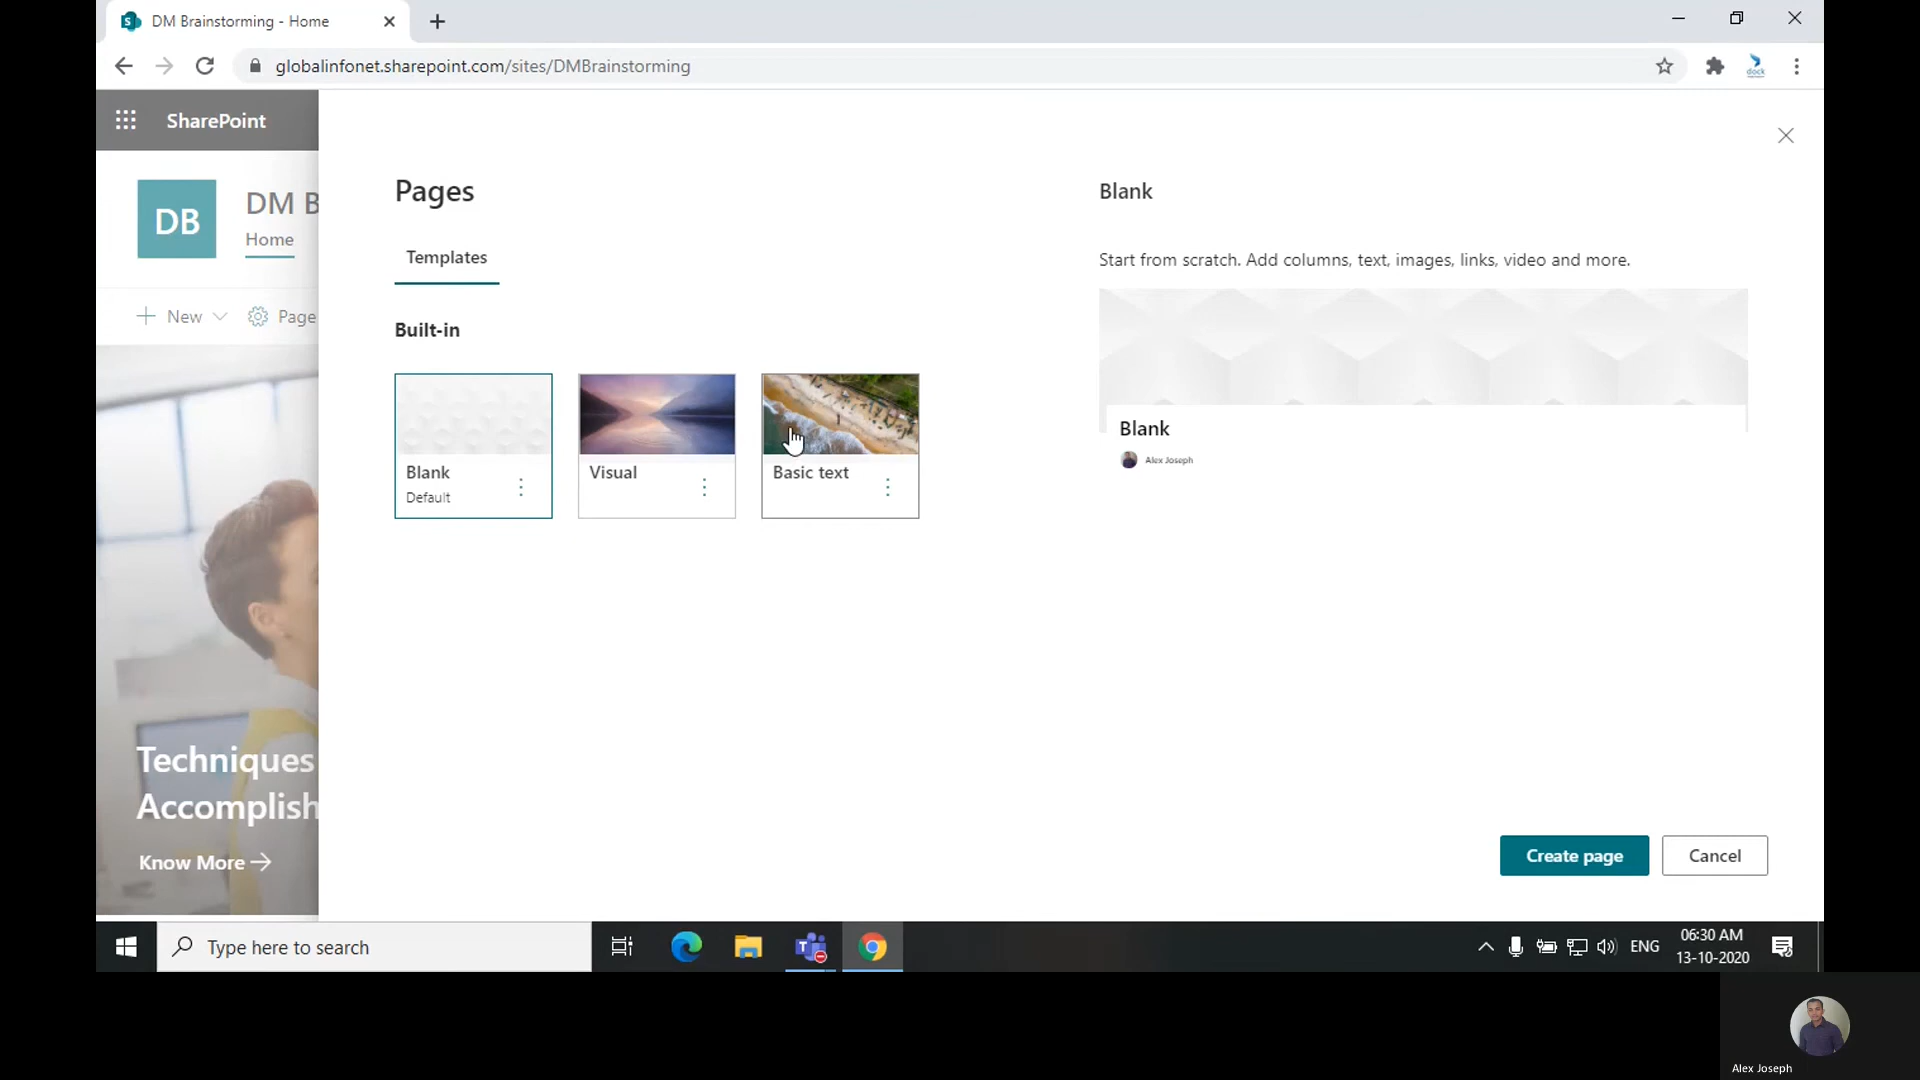 DM Brainstorming - Home
globalinfonet.sharepoint.com/sites/DMBrainstorming
dock
SharePoint
DB
DM B
Home
New
Page
Techniques
Accomplish
Know More
Pages
Templates
Built-in
Blank
Default
Visual
Basic text
Blank
Start from scratch. Add columns, text, images, links, video and more.
Blank
Alex Joseph
Create page
Cancel
Type here to search
ENG
06:30 AM
13-10-2020
Alex Joseph